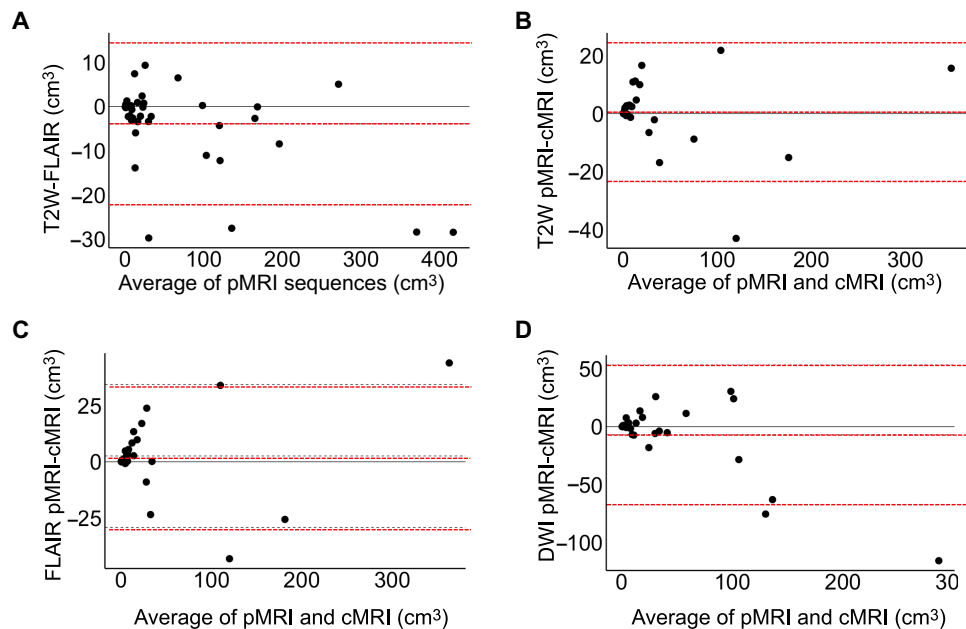 A
T2W-FLAIR (cm³)
10
0
−10
−20
−30
0 100 200 300 400
Average of pMRI sequences (cm³)
B
T2W pMRI-cMRI (cm³)
20
0
−20
−40
0 100 200 300
Average of pMRI and cMRI (cm³)
C
FLAIR pMRI-cMRI (cm³)
25
0
−25
0 100 200 300
Average of pMRI and cMRI (cm³)
D
DWI pMRI-cMRI (cm³)
50
0
−50
−100
0 100 200 30
Average of pMRI and cMRI (cm³)